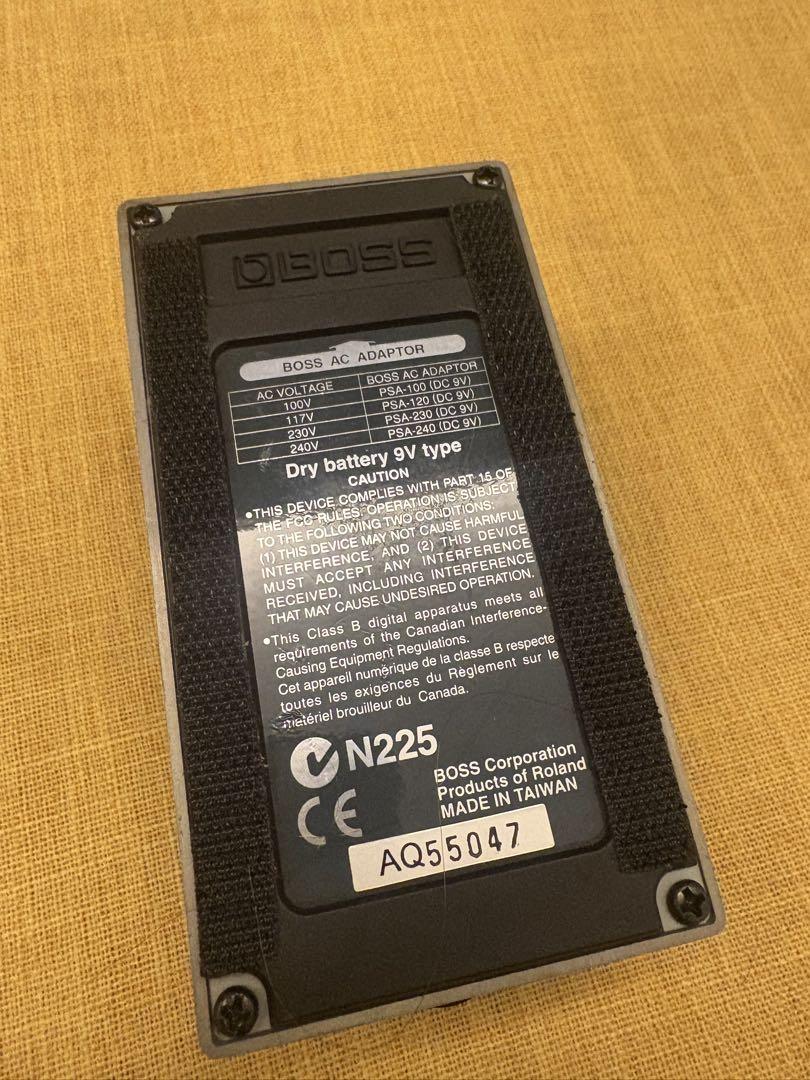 BOSS
BOSS AC ADAPTOR
AC VOLTAGE BOSS AC ADAPTOR
100V PSA-100 (DC 9V)
117V PSA-120 (DC 9V)
230V PSA-230 (DC 9V)
240V PSA-240 (DC 9V)
Dry battery 9V type
CAUTION
•THIS DEVICE COMPLIES WITH PART 15 OF
THE FCC RULES. OPERATION IS SUBJECT
TO THE FOLLOWING TWO CONDITIONS:
(1) THIS DEVICE MAY NOT CAUSE HARMFUL
INTERFERENCE, AND (2) THIS DEVICE
MUST ACCEPT ANY INTERFERENCE
RECEIVED, INCLUDING INTERFERENCE
THAT MAY CAUSE UNDESIRED OPERATION.
•This Class B digital apparatus meets all
requirements of the Canadian Interference-
Causing Equipment Regulations.
Cet appareil numérique de la classe B respecte
toutes les exigences du Règlement sur le
matériel brouilleur du Canada.
N225
CE
BOSS Corporation
Products of Roland
MADE IN TAIWAN
AQ55047